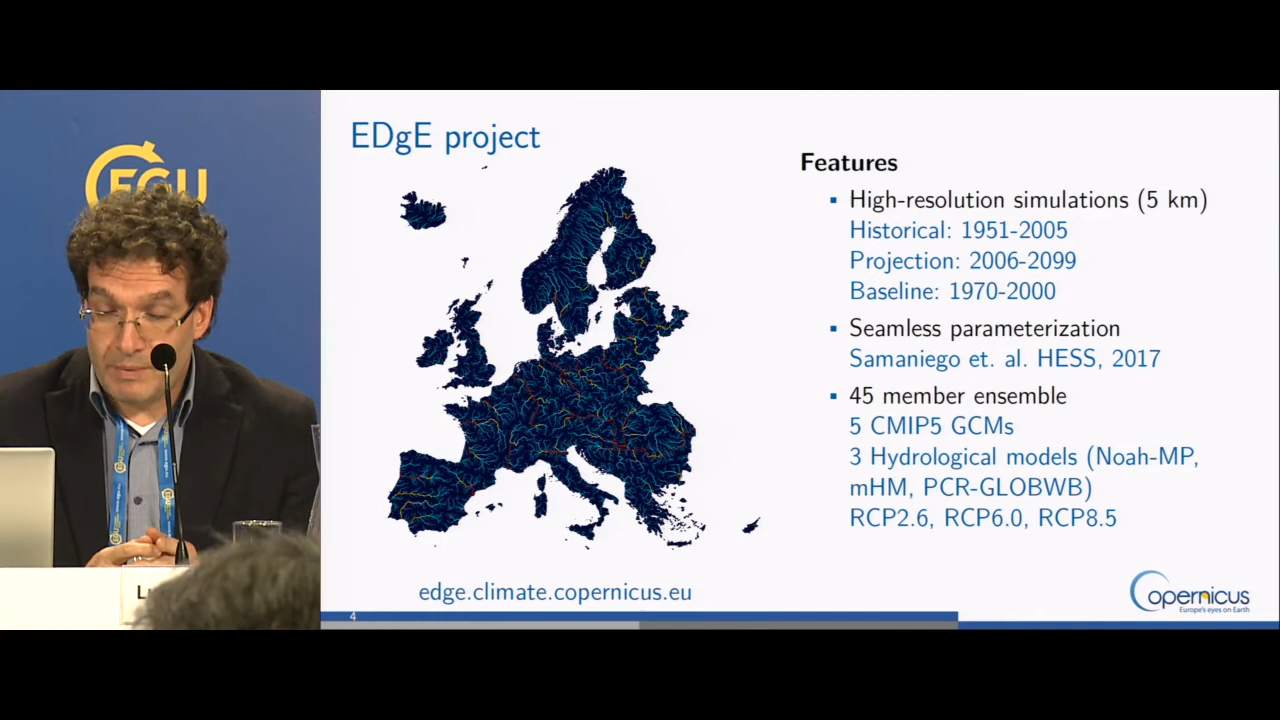 EGU
EDgE project
edge.climate.copernicus.eu
4
Features
High-resolution simulations (5 km)
Historical: 1951-2005
Projection: 2006-2099
Baseline: 1970-2000
Seamless parameterization
Samaniego et. al. HESS, 2017
45 member ensemble
5 CMIP5 GCMs
3 Hydrological models (Noah-MP,
mHM, PCR-GLOBWB)
RCP2.6, RCP6.0, RCP8.5
Copernicus
Europe's eyes on Earth